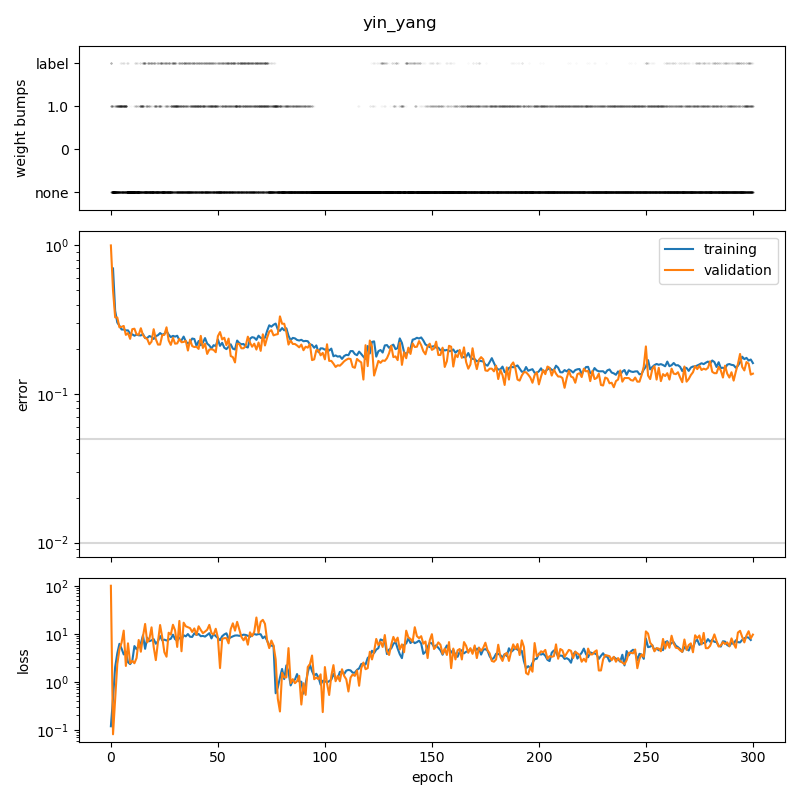 yin_yang
weight bumps
label
1.0
0
none
error
10⁰
10⁻¹
10⁻²
training
validation
loss
10²
10¹
10⁰
10⁻¹
0
50
100
150
200
250
300
epoch